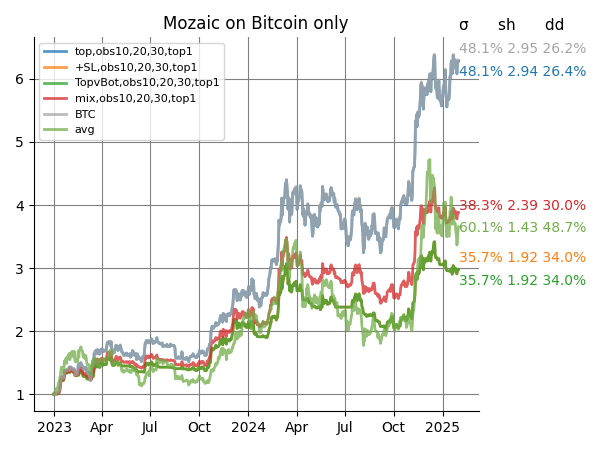 Mozaic on Bitcoin only
σ sh dd
48.1% 2.95 26.2%
48.1% 2.94 26.4%
38.3% 2.39 30.0%
60.1% 1.43 48.7%
35.7% 1.92 34.0%
35.7% 1.92 34.0%
top,obs10,20,30,top1
+SL,obs10,20,30,top1
TopvBot,obs10,20,30,top1
mix,obs10,20,30,top1
BTC
avg
6
5
4
3
2
1
2023 Apr Jul Oct 2024 Apr Jul Oct 2025